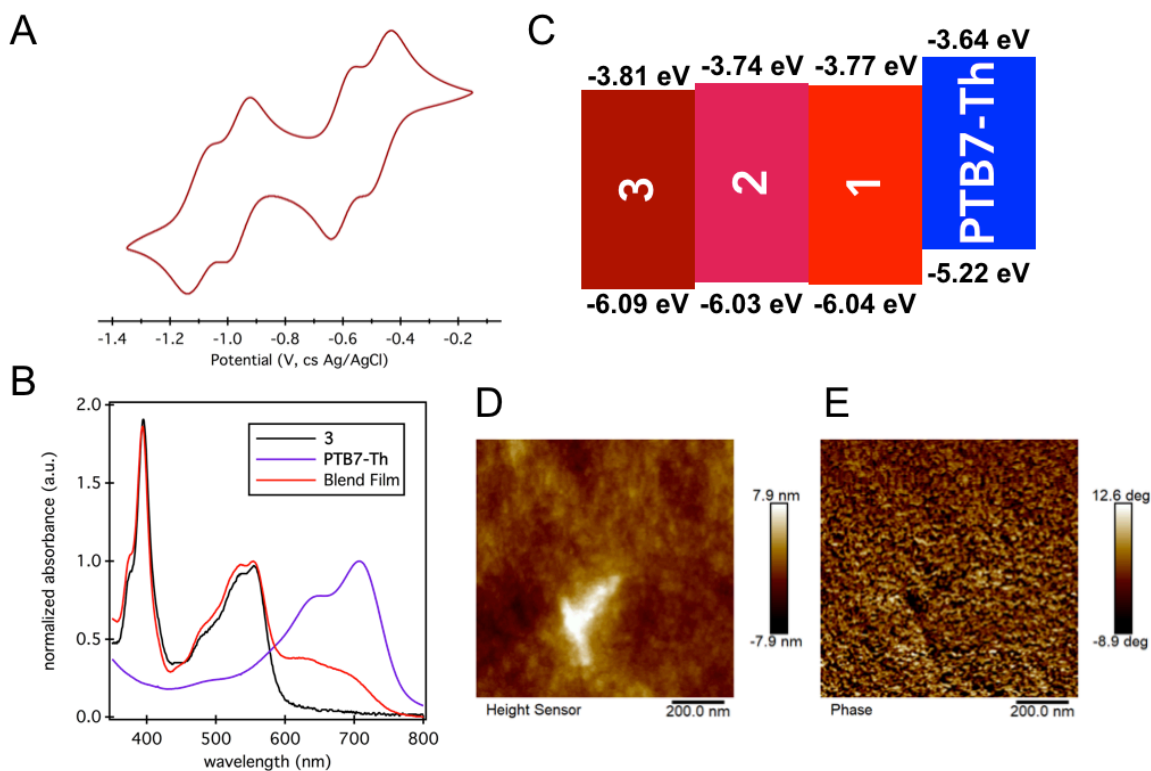 A
-1.4 -1.2 -1.0 -0.8 -0.6 -0.4 -0.2
Potential (V, cs Ag/AgCl)
C
-3.81 eV
-3.74 eV
-3.77 eV
-3.64 eV
3
2
1
PTB7-Th
-6.09 eV
-6.03 eV
-6.04 eV
-5.22 eV
B
normalized absorbance (a.u.)
2.0
1.5
1.0
0.5
0.0
3
PTB7-Th
Blend Film
400 500 600 700 800
wavelength (nm)
D
7.9 nm
-7.9 nm
Height Sensor
200.0 nm
E
12.6 deg
-8.9 deg
Phase
200.0 nm